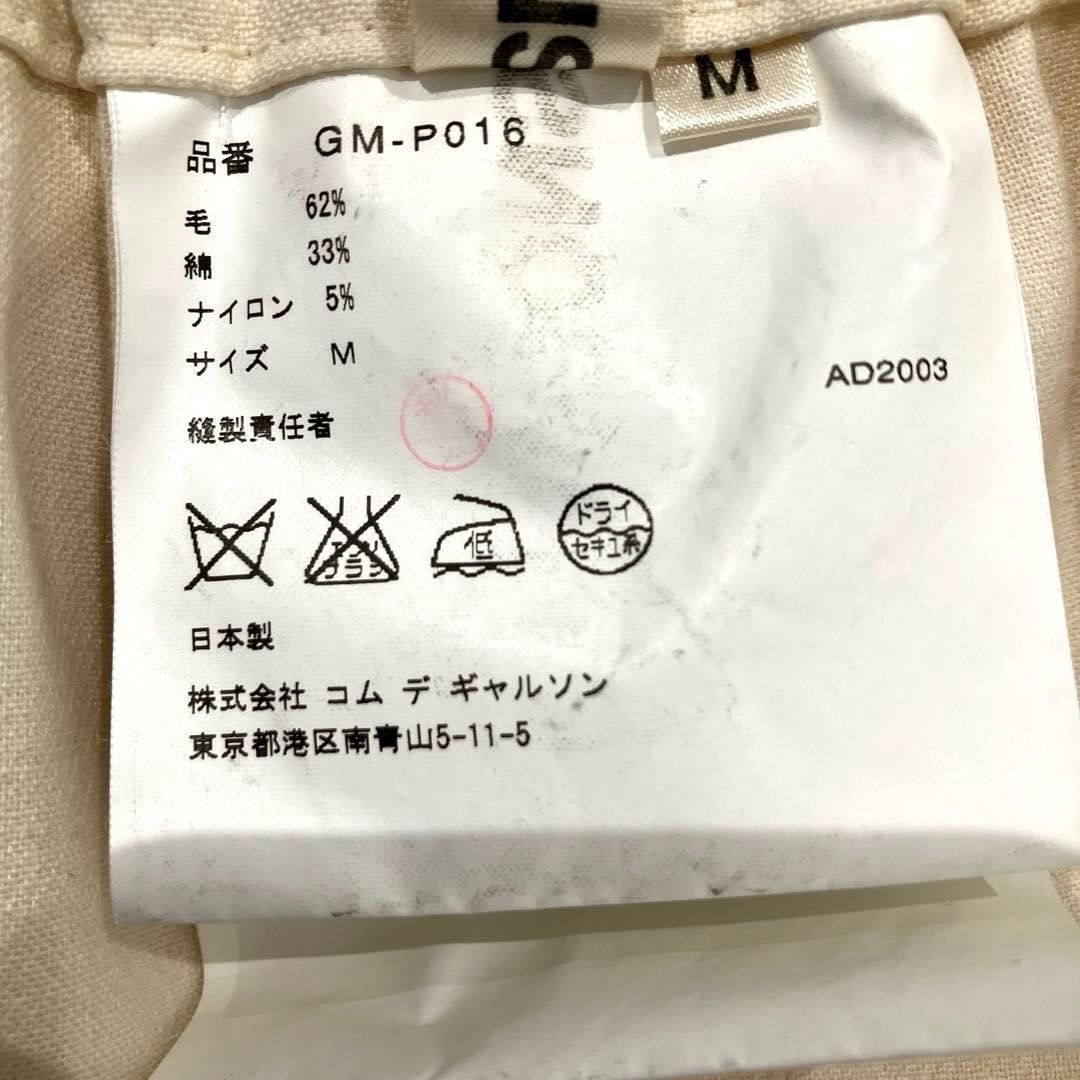 M
品番 GM-P016
毛 62%
綿 33%
ナイロン 5%
サイズ M
AD2003
縫製責任者
低
ドライ
セキユ系
日本製
株式会社 コム デ ギャルソン
東京都港区南青山5-11-5